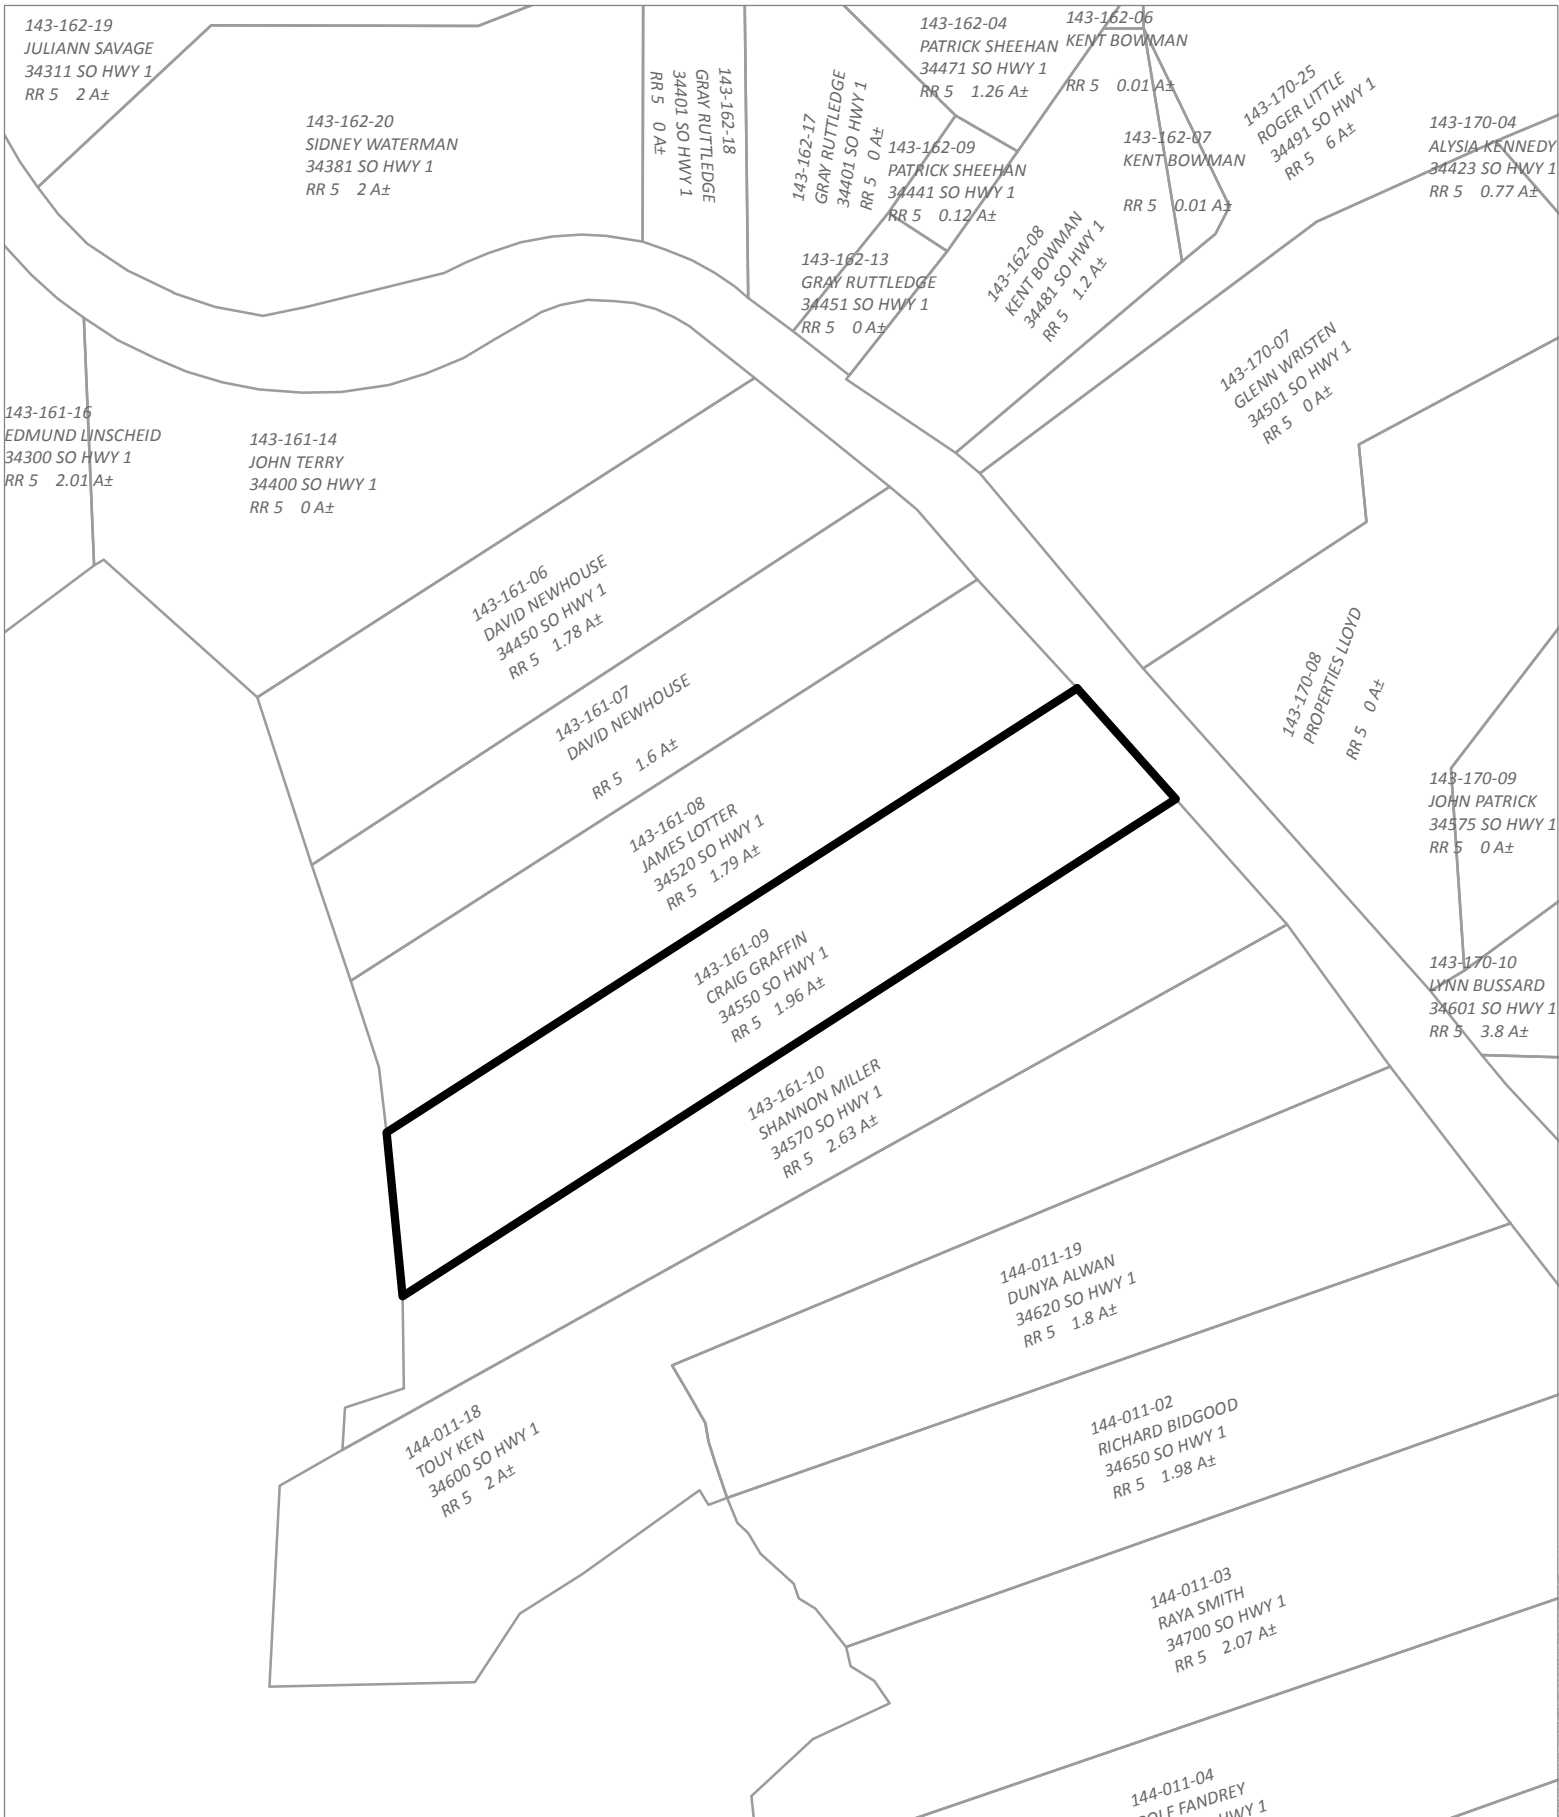 143-162-19
JULIANN SAVAGE
34311 SO HWY 1
RR 5 2 A±
143-162-20
SIDNEY WATERMAN
34381 SO HWY 1
RR 5 2 A±
143-162-18
GRAY RUTTLEDGE
34401 SO HWY 1
RR 5 0 A±
143-162-17
GRAY RUTTLEDGE
34401 SO HWY 1
RR 5 0 A±
143-162-04
PATRICK SHEEHAN
34471 SO HWY 1
RR 5 1.26 A±
143-162-06
KENT BOWMAN
RR 5 0.01 A±
143-162-09
PATRICK SHEEHAN
34441 SO HWY 1
RR 5 0.12 A±
143-162-07
KENT BOWMAN
RR 5 0.01 A±
143-170-25
ROGER LITTLE
34491 SO HWY 1
RR 5 6 A±
143-170-04
ALYSIA KENNEDY
34423 SO HWY 1
RR 5 0.77 A±
143-162-13
GRAY RUTTLEDGE
34451 SO HWY 1
RR 5 0 A±
143-162-08
KENT BOWMAN
34481 SO HWY 1
RR 5 1.2 A±
143-170-07
GLENN WRISTEN
34501 SO HWY 1
RR 5 0 A±
143-161-16
EDMUND LINSCHEID
34300 SO HWY 1
RR 5 2.01 A±
143-161-14
JOHN TERRY
34400 SO HWY 1
RR 5 0 A±
143-161-06
DAVID NEWHOUSE
34450 SO HWY 1
RR 5 1.78 A±
143-161-07
DAVID NEWHOUSE
RR 5 1.6 A±
143-170-08
PROPERTIES LLOYD
RR 5 0 A±
143-161-08
JAMES LOTTER
34520 SO HWY 1
RR 5 1.79 A±
143-170-09
JOHN PATRICK
34575 SO HWY 1
RR 5 0 A±
143-161-09
CRAIG GRAFFIN
34550 SO HWY 1
RR 5 1.96 A±
143-170-10
LYNN BUSSARD
34601 SO HWY 1
RR 5 3.8 A±
143-161-10
SHANNON MILLER
34570 SO HWY 1
RR 5 2.63 A±
144-011-19
DUNYA ALWAN
34620 SO HWY 1
RR 5 1.8 A±
144-011-18
TOUY KEN
34600 SO HWY 1
RR 5 2 A±
144-011-02
RICHARD BIDGOOD
34650 SO HWY 1
RR 5 1.98 A±
144-011-03
RAYA SMITH
34700 SO HWY 1
RR 5 2.07 A±
144-011-04
FANDREY
HWY 1